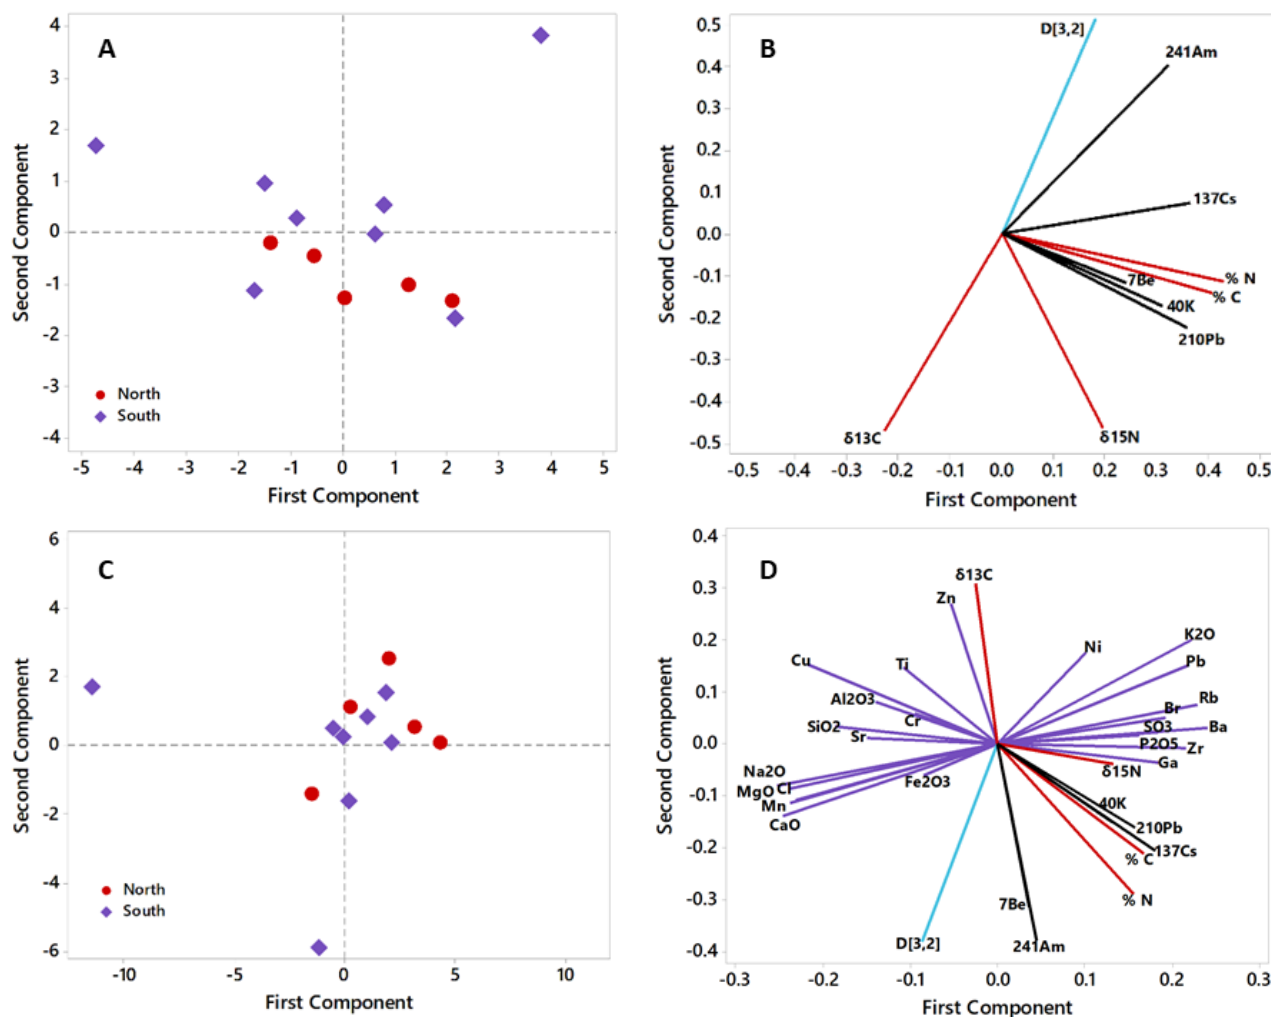 A
4
3
2
1
0
-1
-2
-3
-4
Second Component
North
South
-5 -4 -3 -2 -1 0 1 2 3 4 5
First Component
B
0.5
0.4
0.3
0.2
0.1
0.0
-0.1
-0.2
-0.3
-0.4
-0.5
Second Component
D[3,2]
241Am
137Cs
% N
7Be
% C
40K
210Pb
δ13C
δ15N
-0.5 -0.4 -0.3 -0.2 -0.1 0.0 0.1 0.2 0.3 0.4 0.5
First Component
C
6
4
2
0
-2
-4
-6
Second Component
North
South
-10 -5 0 5 10
First Component
D
0.4
0.3
0.2
0.1
0.0
-0.1
-0.2
-0.3
-0.4
Second Component
δ13C
Zn
K2O
Ni
Cu
Ti
Pb
Al2O3
Rb
Br
Cr
SiO2
SO3
Ba
Sr
P2O5
Zr
Ga
δ15N
Na2O
Fe2O3
MgO Cl
Mn
40K
CaO
210Pb
137Cs
% C
% N
7Be
D[3,2]
241Am
-0.3 -0.2 -0.1 0.0 0.1 0.2 0.3
First Component